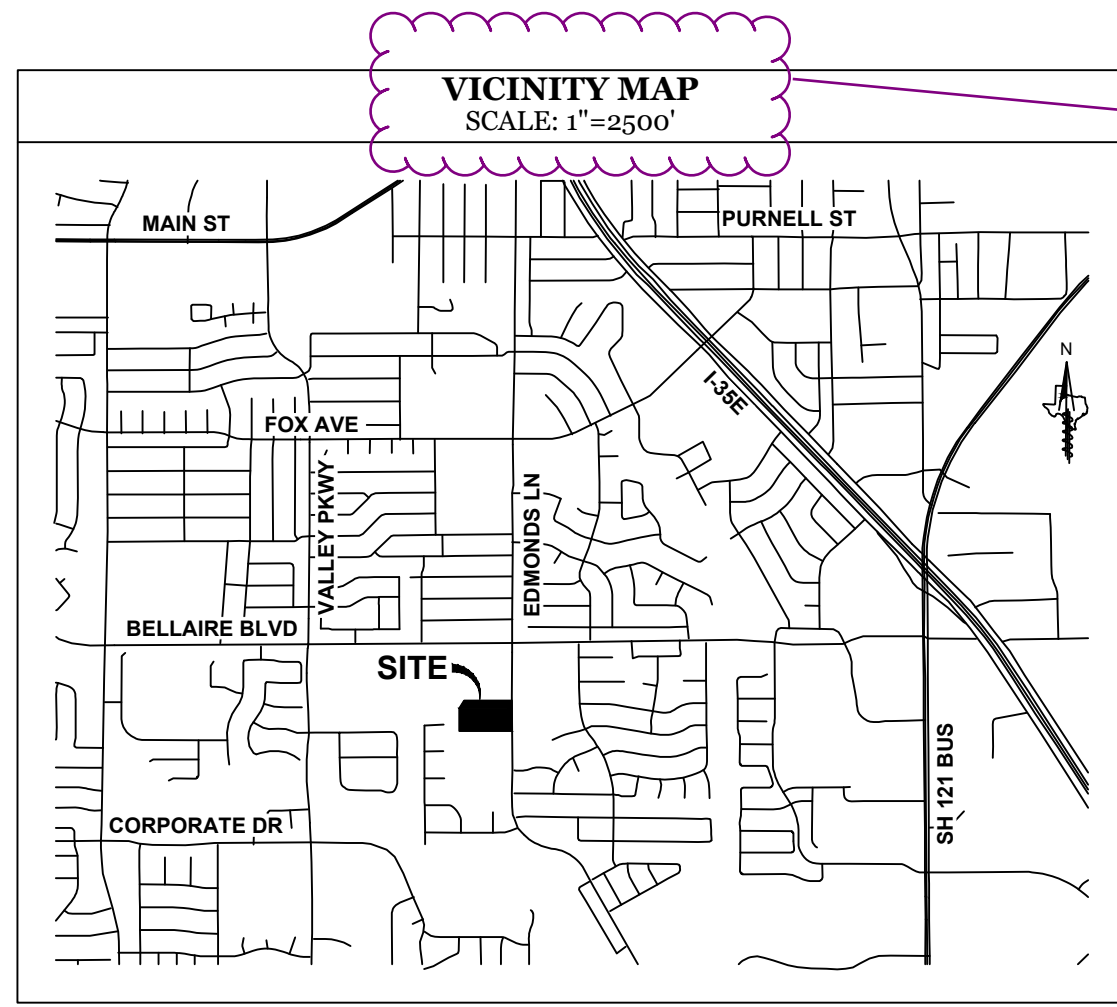 VICINITY MAP
SCALE: 1"=2500'
MAIN ST
PURNELL ST
N
I-35E
FOX AVE
VALLEY PKWY
EDMONDS LN
BELLAIRE BLVD
SITE
SH 121 BUS
CORPORATE DR